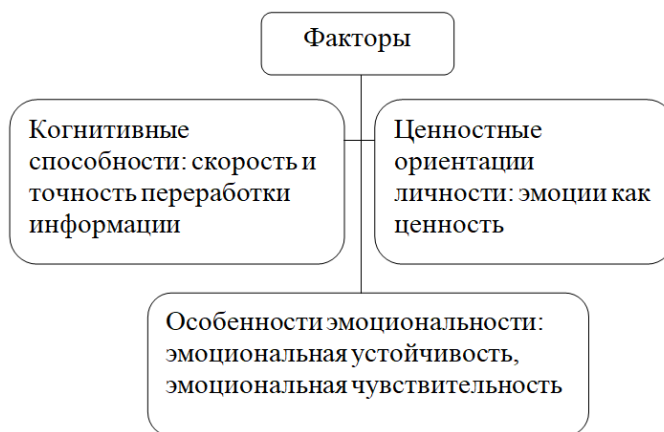 Факторы
Когнитивные
способности: скорость и
точность переработки
информации
Ценностные
ориентации
личности: эмоции как
ценность
Особенности эмоциональности:
эмоциональная устойчивость,
эмоциональная чувствительность